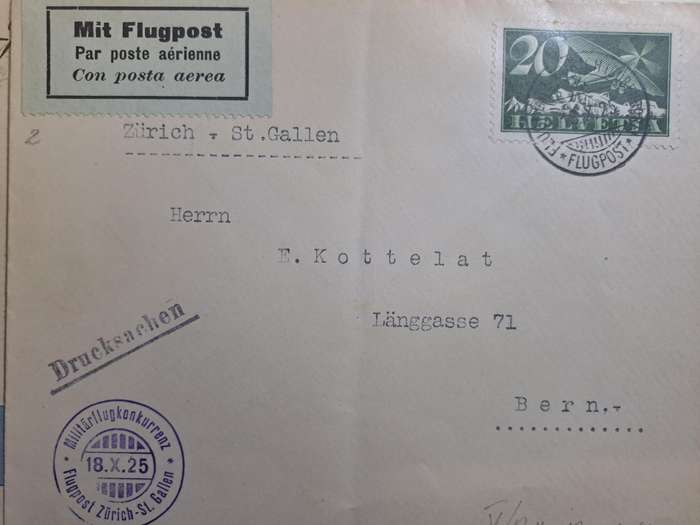 Mit Flugpost
Par poste aérienne
Con posta aerea
20
HELVETIA
* FLUGPOST *
2
Zürich - St.Gallen
Herrn
E. Kottelat
Länggasse 71
Bern.-
Drucksachen
Militärflugkonkurrenz
18.X.25
* Flugpost Zürich-St. Gallen *